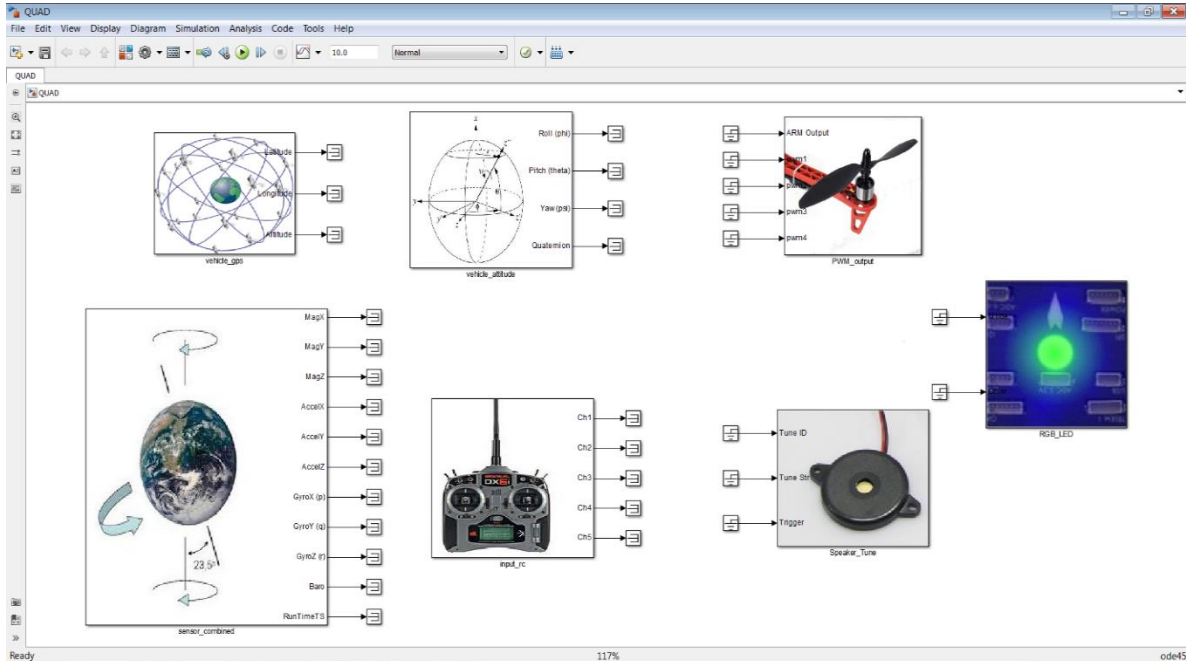 QUAD
File Edit View Display Diagram Simulation Analysis Code Tools Help
10.0 Normal
QUAD
QUAD
Latitude
Longitude
Altitude
vehicle_gps
Roll (phi)
Pitch (theta)
Yaw (psi)
Quaternion
vehicle_attitude
ARM Output
pwm1
pwm3
pwm4
PWM_output
MagX
MagY
MagZ
AccelX
AccelY
AccelZ
GyroX (p)
GyroY (q)
GyroZ (r)
Baro
RunTimeTS
23,5°
sensor_combined
Ch1
Ch2
Ch3
Ch4
Ch5
input_rc
Tune ID
Tune Str
Trigger
Speaker_Tune
RGB_LED
Ready 117% ode45